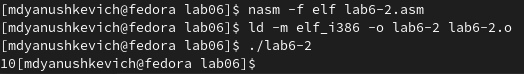 [mdyanushkevich@fedora lab06]$ nasm -f elf lab6-2.asm
[mdyanushkevich@fedora lab06]$ ld -m elf_i386 -o lab6-2 lab6-2.o
[mdyanushkevich@fedora lab06]$ ./lab6-2
10[mdyanushkevich@fedora lab06]$